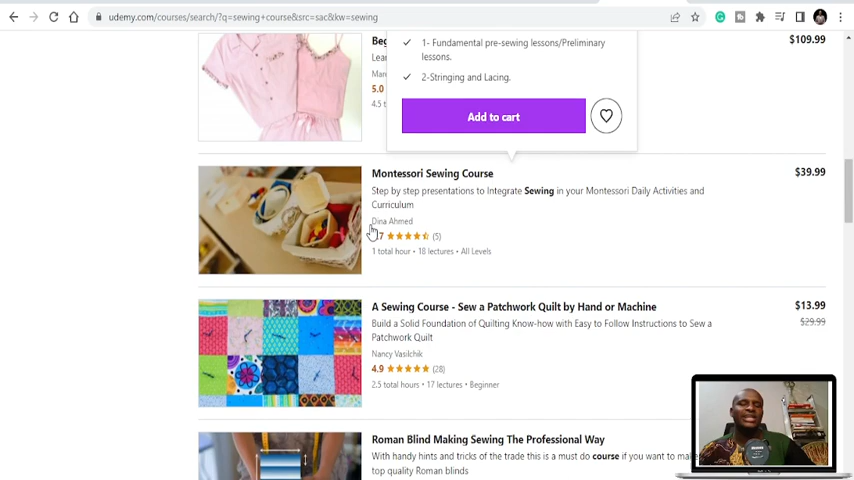 udemy.com/courses/search/?q=sewing+course&src=sac&kw=sewing
$109.99
1- Fundamental pre-sewing lessons/Preliminary
lessons.
2-Stringing and Lacing.
5.0
Add to cart
Montessori Sewing Course
$39.99
Step by step presentations to Integrate Sewing in your Montessori Daily Activities and
Curriculum
Dina Ahmed
(5)
1 total hour • 18 lectures • All Levels
A Sewing Course - Sew a Patchwork Quilt by Hand or Machine
$13.99
Build a Solid Foundation of Quilting Know-how with Easy to Follow Instructions to Sew a
$29.99
Patchwork Quilt
Nancy Vasilchik
4.9 (28)
2.5 total hours • 17 lectures • Beginner
Roman Blind Making Sewing The Professional Way
With handy hints and tricks of the trade this is a must do course if you want to make
top quality Roman blinds